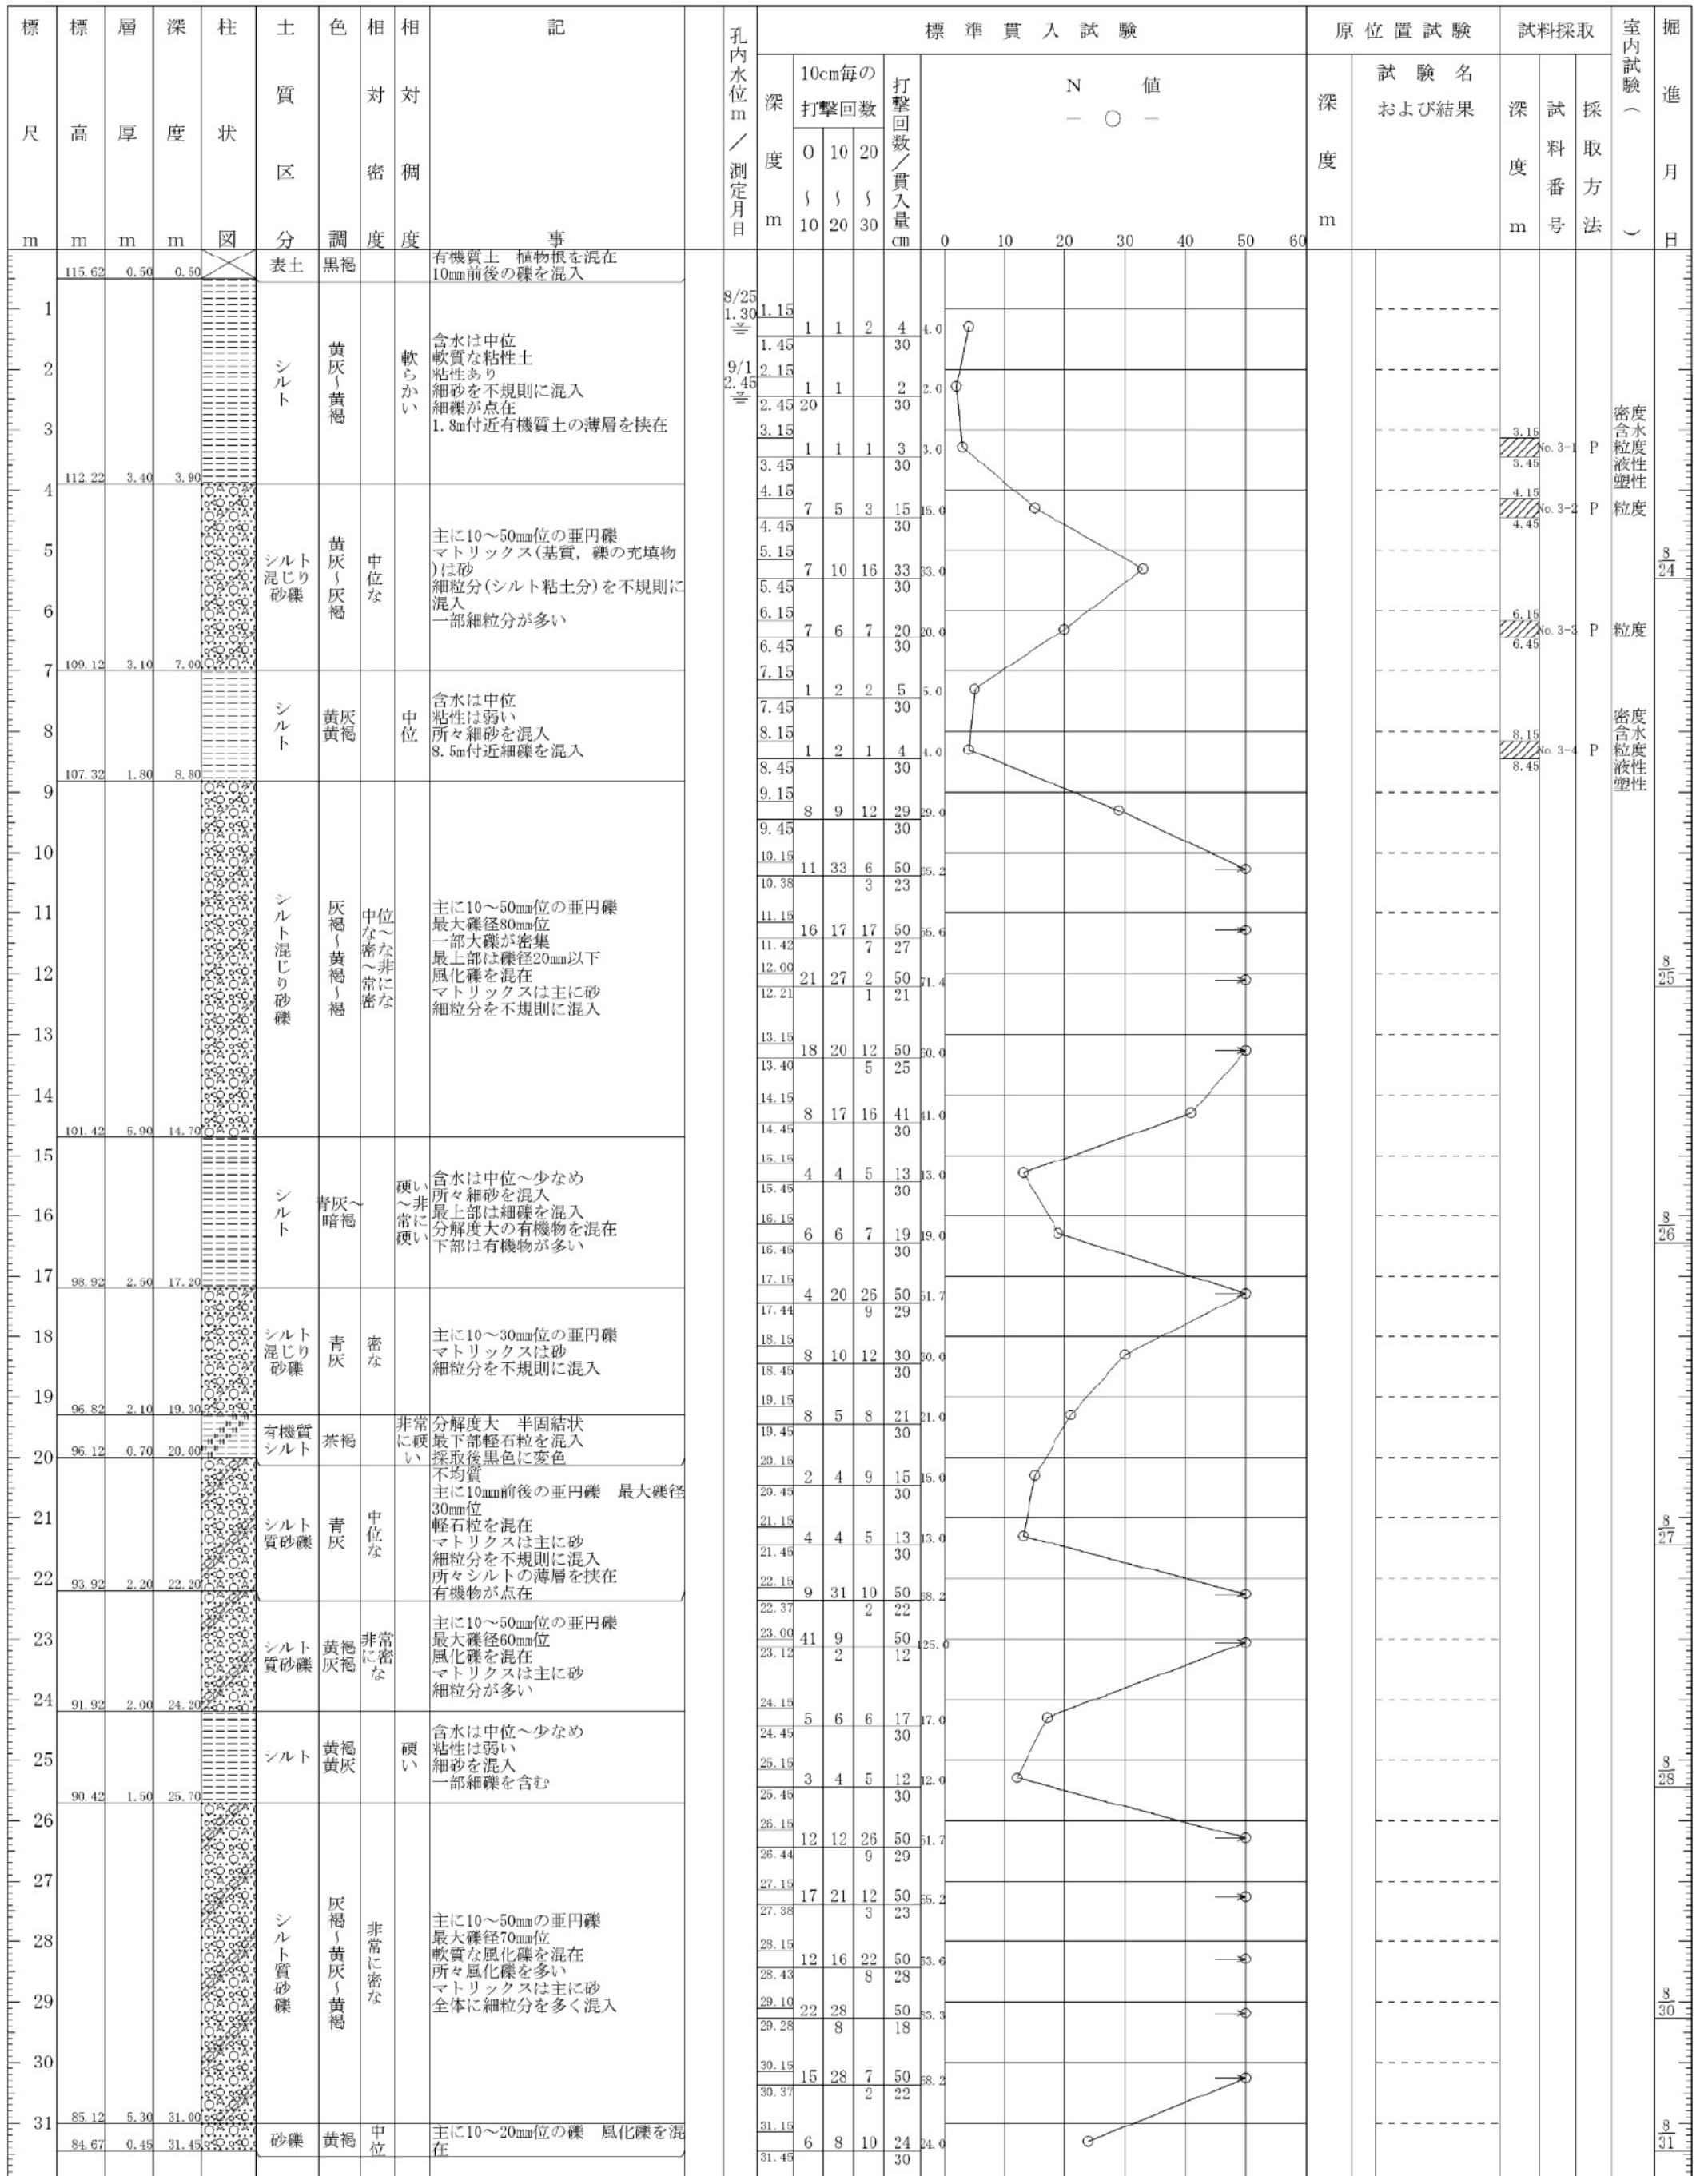 標尺 m
標高 m
層厚 m
深度 m
柱状図
土質区分
色調
相対密度
相対稠度
記事
孔内水位m/測定月日
標準貫入試験
深度 m
10cm毎の打撃回数
0〜10 10〜20 20〜30
打撃回数/貫入量 cm
N 値
― ○ ―
0 10 20 30 40 50 60
原位置試験
深度 m
試験名
および結果
試料採取
深度 m
試料番号
採取方法
室内試験( )
掘進月日
115.62 0.50 0.50 表土 黒褐
有機質土 植物根を混在
10mm前後の礫を混入
112.22 3.40 3.90 シルト 黄灰〜黄褐 軟らかい
含水は中位
軟質な粘性土
粘性あり
細砂を不規則に混入
細礫が点在
1.8m付近有機質土の薄層を挟在
109.12 3.10 7.00 シルト混じり砂礫 黄灰〜灰褐 中位な
主に10〜50mm位の亜円礫
マトリックス(基質，礫の充填物
)は砂
細粒分(シルト粘土分)を不規則に
混入
一部細粒分が多い
107.32 1.80 8.80 シルト 黄灰黄褐 中位
含水は中位
粘性は弱い
所々細砂を混入
8.5m付近細礫を混入
101.42 5.90 14.70 シルト混じり砂礫 灰褐〜黄褐〜褐 中位な〜密な〜非常に密な
主に10〜50mm位の亜円礫
最大礫径80mm位
一部大礫が密集
最上部は礫径20mm以下
風化礫を混在
マトリックスは主に砂
細粒分を不規則に混入
98.92 2.50 17.20 シルト 青灰〜暗褐 硬い〜非常に硬い
含水は中位〜少なめ
所々細砂を混入
最上部は細礫を混入
分解度大の有機物を混在
下部は有機物が多い
96.82 2.10 19.30 シルト混じり砂礫 青灰 密な
主に10〜30mm位の亜円礫
マトリックスは砂
細粒分を不規則に混入
96.12 0.70 20.00 有機質シルト 茶褐 非常に硬い
分解度大 半固結状
最下部軽石粒を混入
採取後黒色に変色
93.92 2.20 22.20 シルト質砂礫 青灰 中位な
不均質
主に10mm前後の亜円礫 最大礫径
30mm位
軽石粒を混在
マトリクスは主に砂
細粒分を不規則に混入
所々シルトの薄層を挟在
有機物が点在
91.92 2.00 24.20 シルト質砂礫 黄褐灰褐 非常に密な
主に10〜50mm位の亜円礫
最大礫径60mm位
風化礫を混在
マトリクスは主に砂
細粒分が多い
90.42 1.50 25.70 シルト 黄褐黄灰 硬い
含水は中位〜少なめ
粘性は弱い
細砂を混入
一部細礫を含む
85.12 5.30 31.00 シルト質砂礫 灰褐〜黄灰〜黄褐 非常に密な
主に10〜50mmの亜円礫
最大礫径70mm位
軟質な風化礫を混在
所々風化礫を多い
マトリックスは主に砂
全体に細粒分を多く混入
84.67 0.45 31.45 砂礫 黄褐 中位
主に10〜20mm位の礫 風化礫を混
在
1 2 3 4 5 6 7 8 9 10 11 12 13 14 15 16 17 18 19 20 21 22 23 24 25 26 27 28 29 30 31
8/25
1.30
9/1
2.45
1.15 1 1 2 4 4.0
1.45 30
2.15 1 1 2 2.0
2.45 20 30
3.15 1 1 1 3 3.0
3.45 30
4.15 7 5 3 15 15.0
4.45 30
5.15 7 10 16 33 33.0
5.45 30
6.15 7 6 7 20 20.0
6.45 30
7.15 1 2 2 5 5.0
7.45 30
8.15 1 2 1 4 4.0
8.45 30
9.15 8 9 12 29 29.0
9.45 30
10.15 11 33 6 50 65.2
10.38 3 23
11.15 16 17 17 50 55.6
11.42 7 27
12.00 21 27 2 50 71.4
12.21 1 21
13.15 18 20 12 50 60.0
13.40 5 25
14.15 8 17 16 41 41.0
14.45 30
15.15 4 4 5 13 13.0
15.45 30
16.15 6 6 7 19 19.0
16.45 30
17.15 4 20 26 50 51.7
17.44 9 29
18.15 8 10 12 30 30.0
18.45 30
19.15 8 5 8 21 21.0
19.45 30
20.15 2 4 9 15 15.0
20.45 30
21.15 4 4 5 13 13.0
21.45 30
22.15 9 31 10 50 68.2
22.37 2 22
23.00 41 9 50 125.0
23.12 2 12
24.15 5 6 6 17 17.0
24.45 30
25.15 3 4 5 12 12.0
25.45 30
26.15 12 12 26 50 51.7
26.44 9 29
27.15 17 21 12 50 65.2
27.38 3 23
28.15 12 16 22 50 53.6
28.43 8 28
29.10 22 28 50 83.3
29.28 8 18
30.15 15 28 7 50 68.2
30.37 2 22
31.15 6 8 10 24 24.0
31.45 30
3.15
3.45
No.3-1 P 密度 含水 粒度 液性 塑性
4.15
4.45
No.3-2 P 粒度
6.15
6.45
No.3-3 P 粒度
8.15
8.45
No.3-4 P 密度 含水 粒度 液性 塑性
8/24
8/25
8/26
8/27
8/28
8/30
8/31